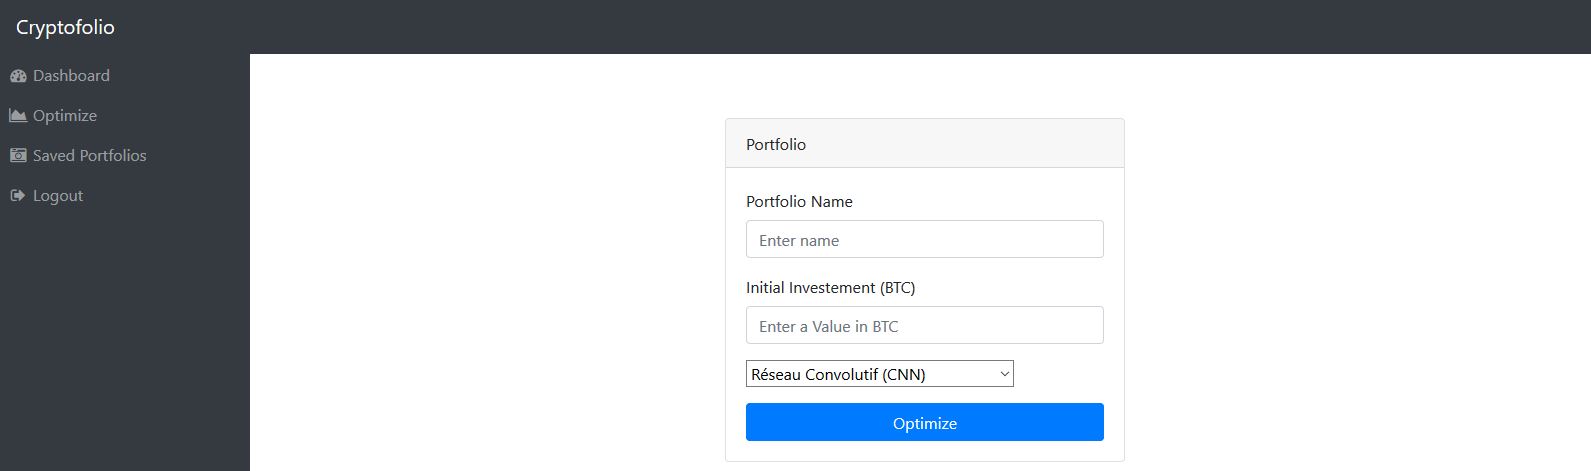 Cryptofolio
Dashboard
Optimize
Saved Portfolios
Logout
Portfolio
Portfolio Name
Enter name
Initial Investement (BTC)
Enter a Value in BTC
Réseau Convolutif (CNN)
Optimize